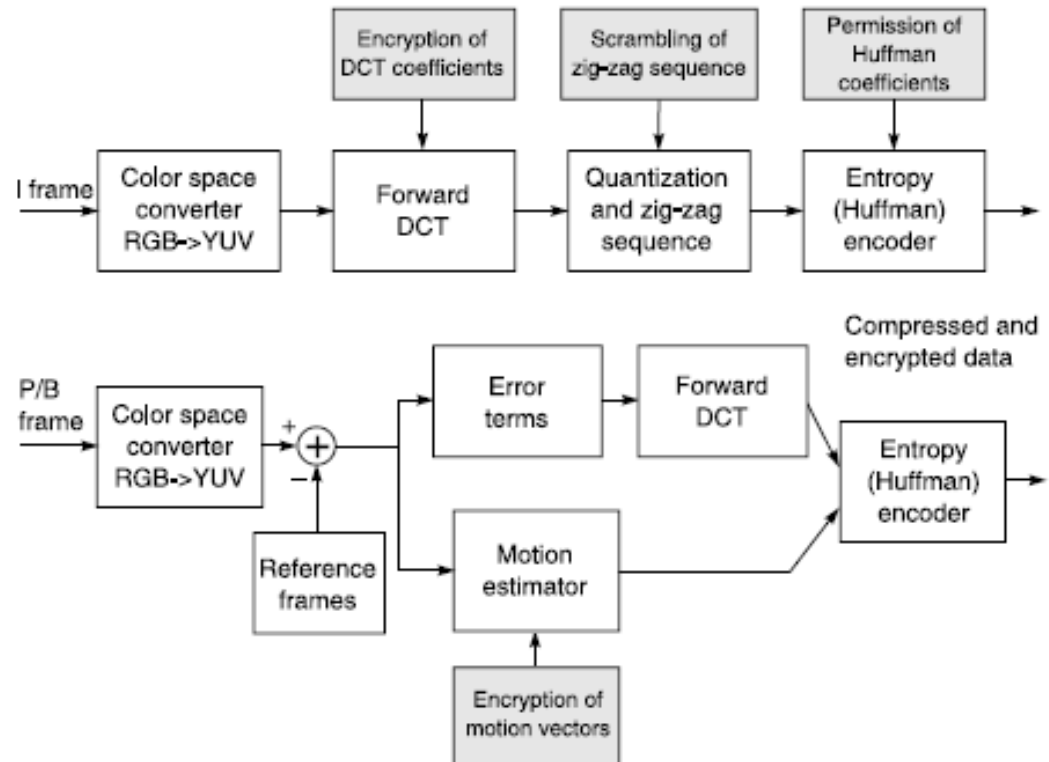 Encryption of
DCT coefficients
Scrambling of
zig-zag sequence
Permission of
Huffman
coefficients
I frame
Color space
converter
RGB->YUV
Forward
DCT
Quantization
and zig-zag
sequence
Entropy
(Huffman)
encoder
Compressed and
encrypted data
P/B
frame
Color space
converter
RGB->YUV
+
+
−
Error
terms
Forward
DCT
Entropy
(Huffman)
encoder
Reference
frames
Motion
estimator
Encryption of
motion vectors